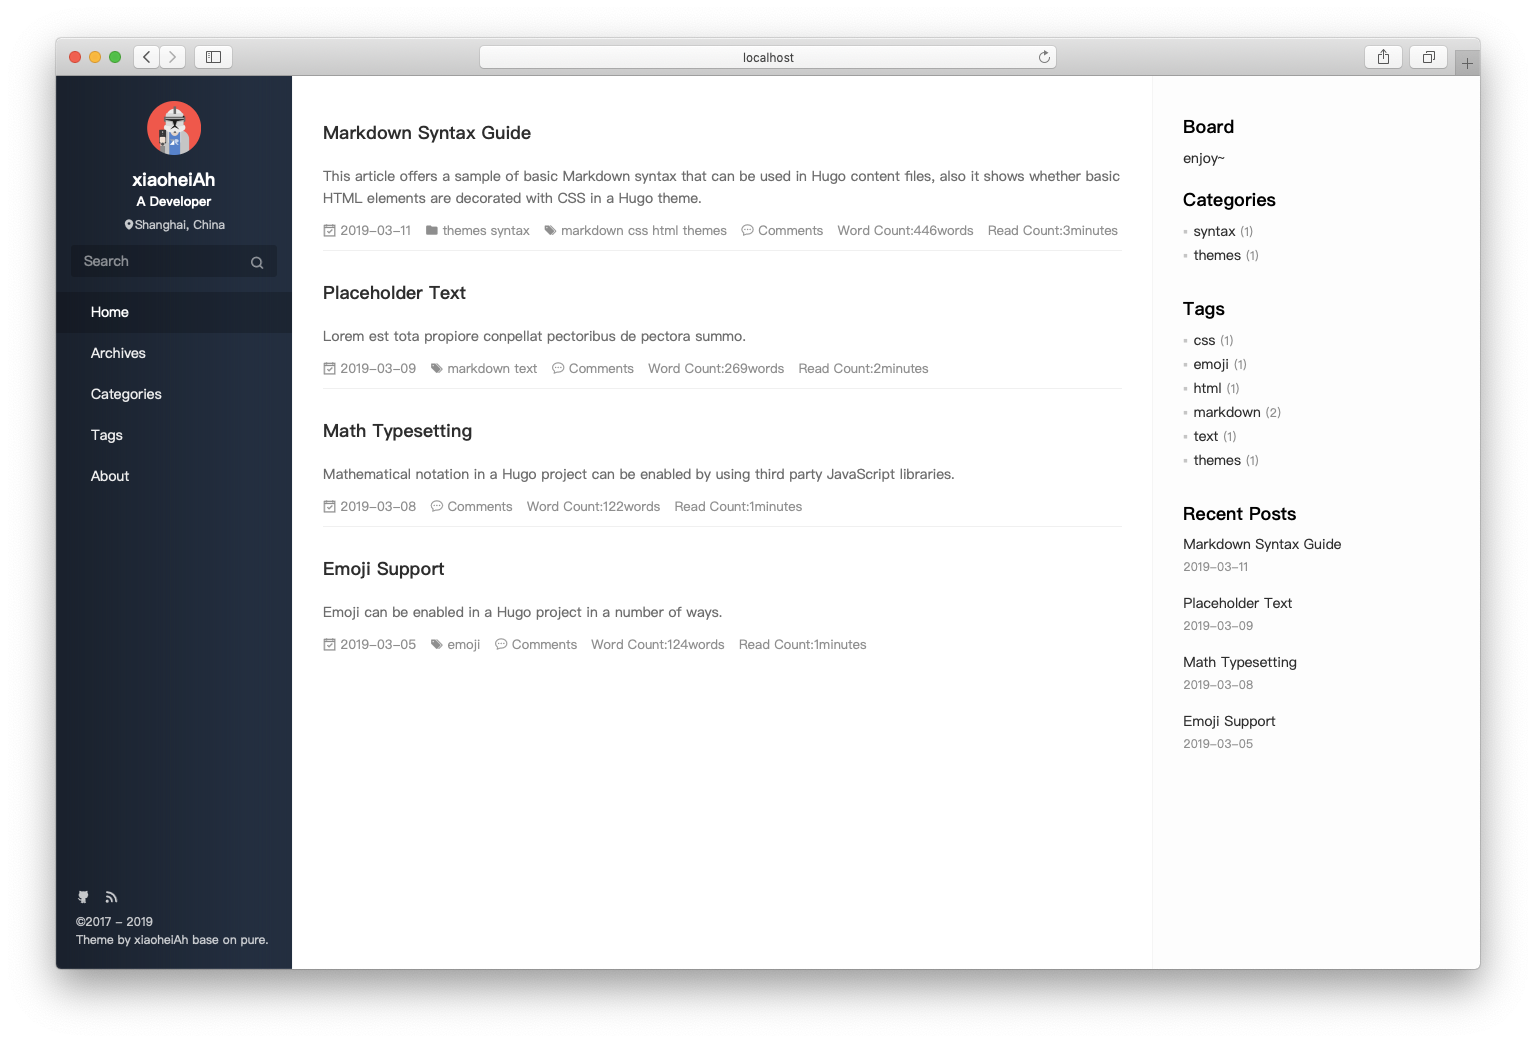 localhost
xiaoheiAh
A Developer
Shanghai, China
Search
Home
Archives
Categories
Tags
About
©2017 - 2019
Theme by xiaoheiAh base on pure.
Markdown Syntax Guide
This article offers a sample of basic Markdown syntax that can be used in Hugo content files, also it shows whether basic
HTML elements are decorated with CSS in a Hugo theme.
2019-03-11 themes syntax markdown css html themes Comments Word Count:446words Read Count:3minutes
Placeholder Text
Lorem est tota propiore conpellat pectoribus de pectora summo.
2019-03-09 markdown text Comments Word Count:269words Read Count:2minutes
Math Typesetting
Mathematical notation in a Hugo project can be enabled by using third party JavaScript libraries.
2019-03-08 Comments Word Count:122words Read Count:1minutes
Emoji Support
Emoji can be enabled in a Hugo project in a number of ways.
2019-03-05 emoji Comments Word Count:124words Read Count:1minutes
Board
enjoy~
Categories
syntax (1)
themes (1)
Tags
css (1)
emoji (1)
html (1)
markdown (2)
text (1)
themes (1)
Recent Posts
Markdown Syntax Guide
2019-03-11
Placeholder Text
2019-03-09
Math Typesetting
2019-03-08
Emoji Support
2019-03-05